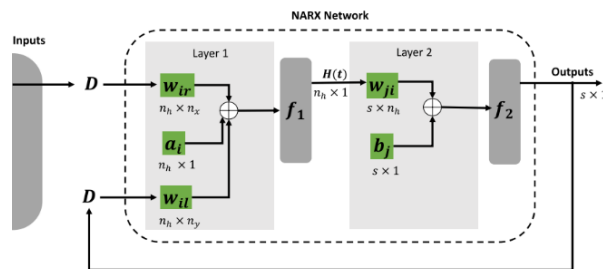 NARX Network
Inputs
Layer 1
Layer 2
D
w_ir
n_h × n_x
a_i
n_h × 1
D
w_il
n_h × n_y
f_1
H(t)
n_h × 1
w_ji
s × n_h
b_j
s × 1
f_2
Outputs
s × 1